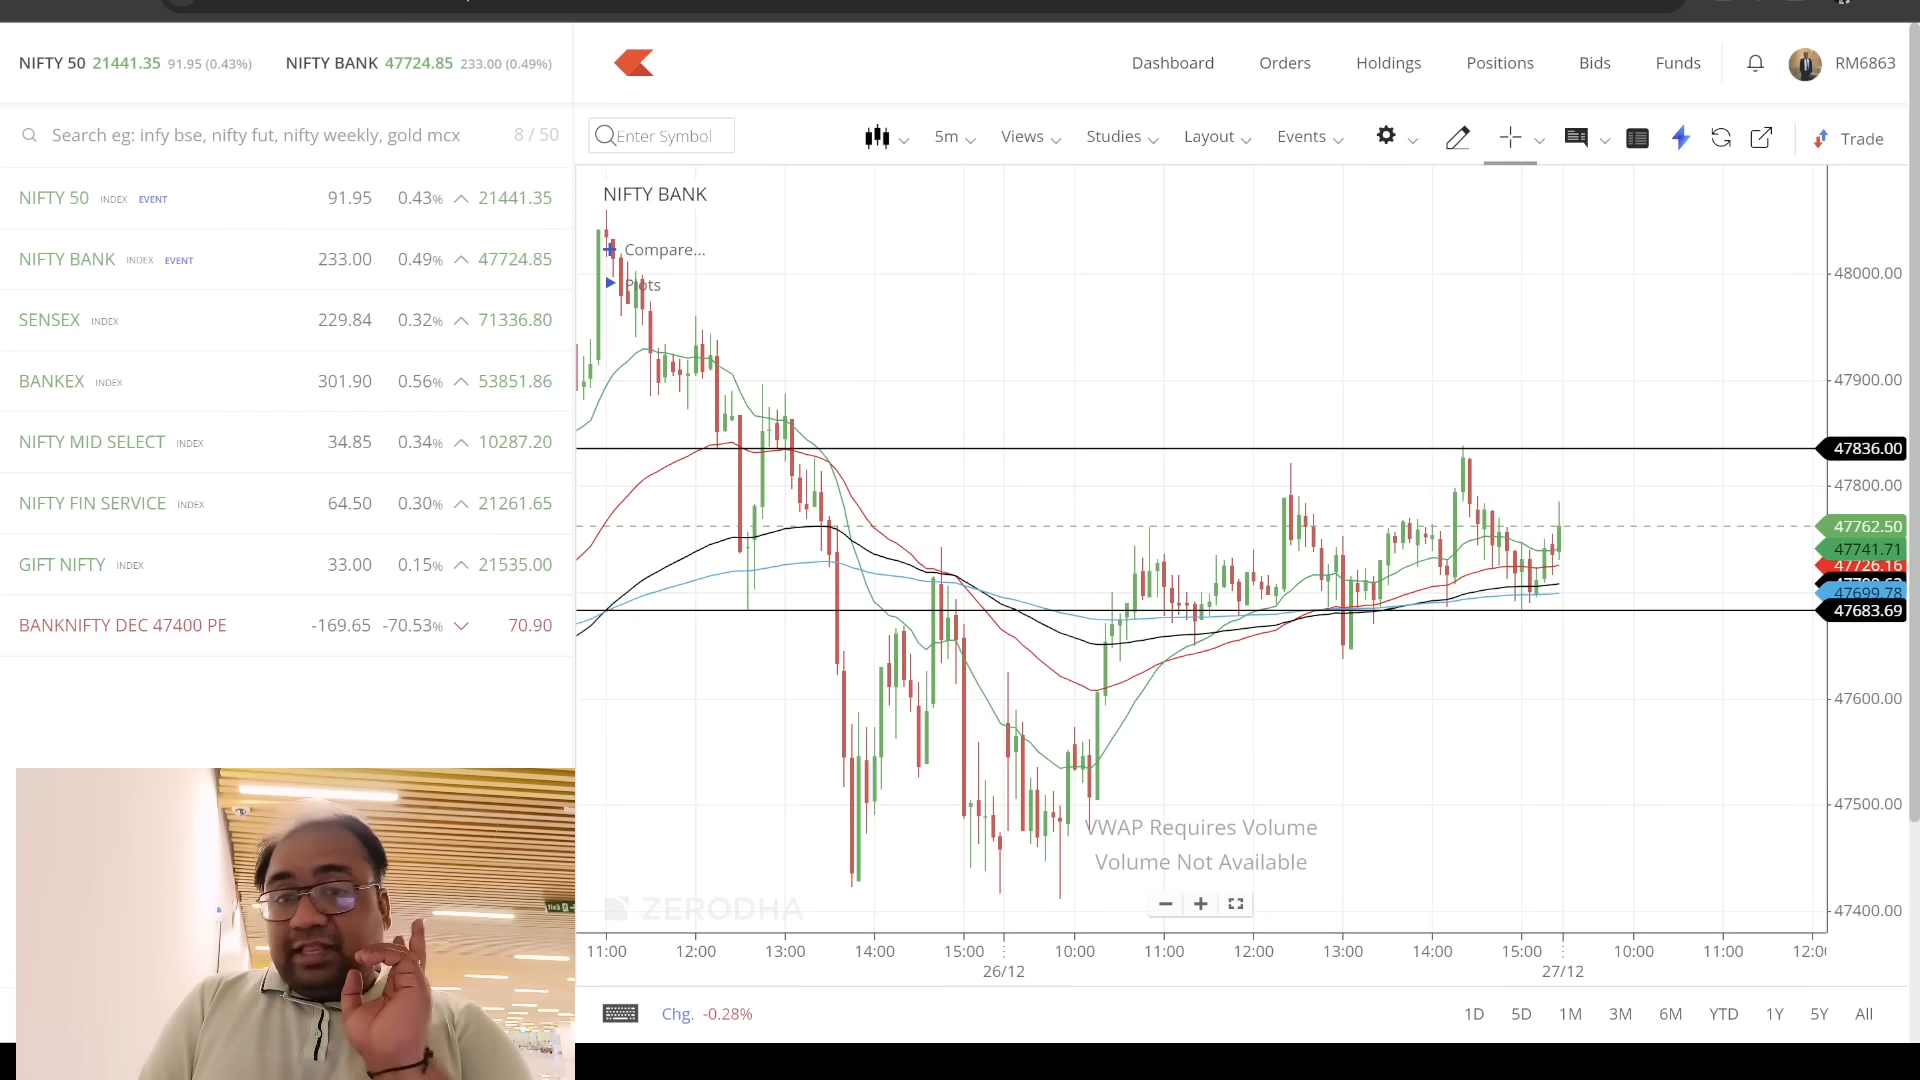 NIFTY 50 21441.35 91.95 (0.43%) NIFTY BANK 47724.85 233.00 (0.49%)
Dashboard Orders Holdings Positions Bids Funds RM6863
Search eg: infy bse, nifty fut, nifty weekly, gold mcx 8 / 50
Enter Symbol 5m Views Studies Layout Events Trade
NIFTY 50 INDEX EVENT 91.95 0.43% 21441.35
NIFTY BANK INDEX EVENT 233.00 0.49% 47724.85
SENSEX INDEX 229.84 0.32% 71336.80
BANKEX INDEX 301.90 0.56% 53851.86
NIFTY MID SELECT INDEX 34.85 0.34% 10287.20
NIFTY FIN SERVICE INDEX 64.50 0.30% 21261.65
GIFT NIFTY INDEX 33.00 0.15% 21535.00
BANKNIFTY DEC 47400 PE -169.65 -70.53% 70.90
NIFTY BANK
Compare...
Plots
48000.00
47900.00
47836.00
47800.00
47762.50
47741.71
47726.16
47699.78
47683.69
47600.00
47500.00
47400.00
VWAP Requires Volume
Volume Not Available
ZERODHA
11:00 12:00 13:00 14:00 15:00 10:00 11:00 12:00 13:00 14:00 15:00 10:00 11:00
26/12 27/12
Chg. -0.28% 1D 5D 1M 3M 6M YTD 1Y 5Y All